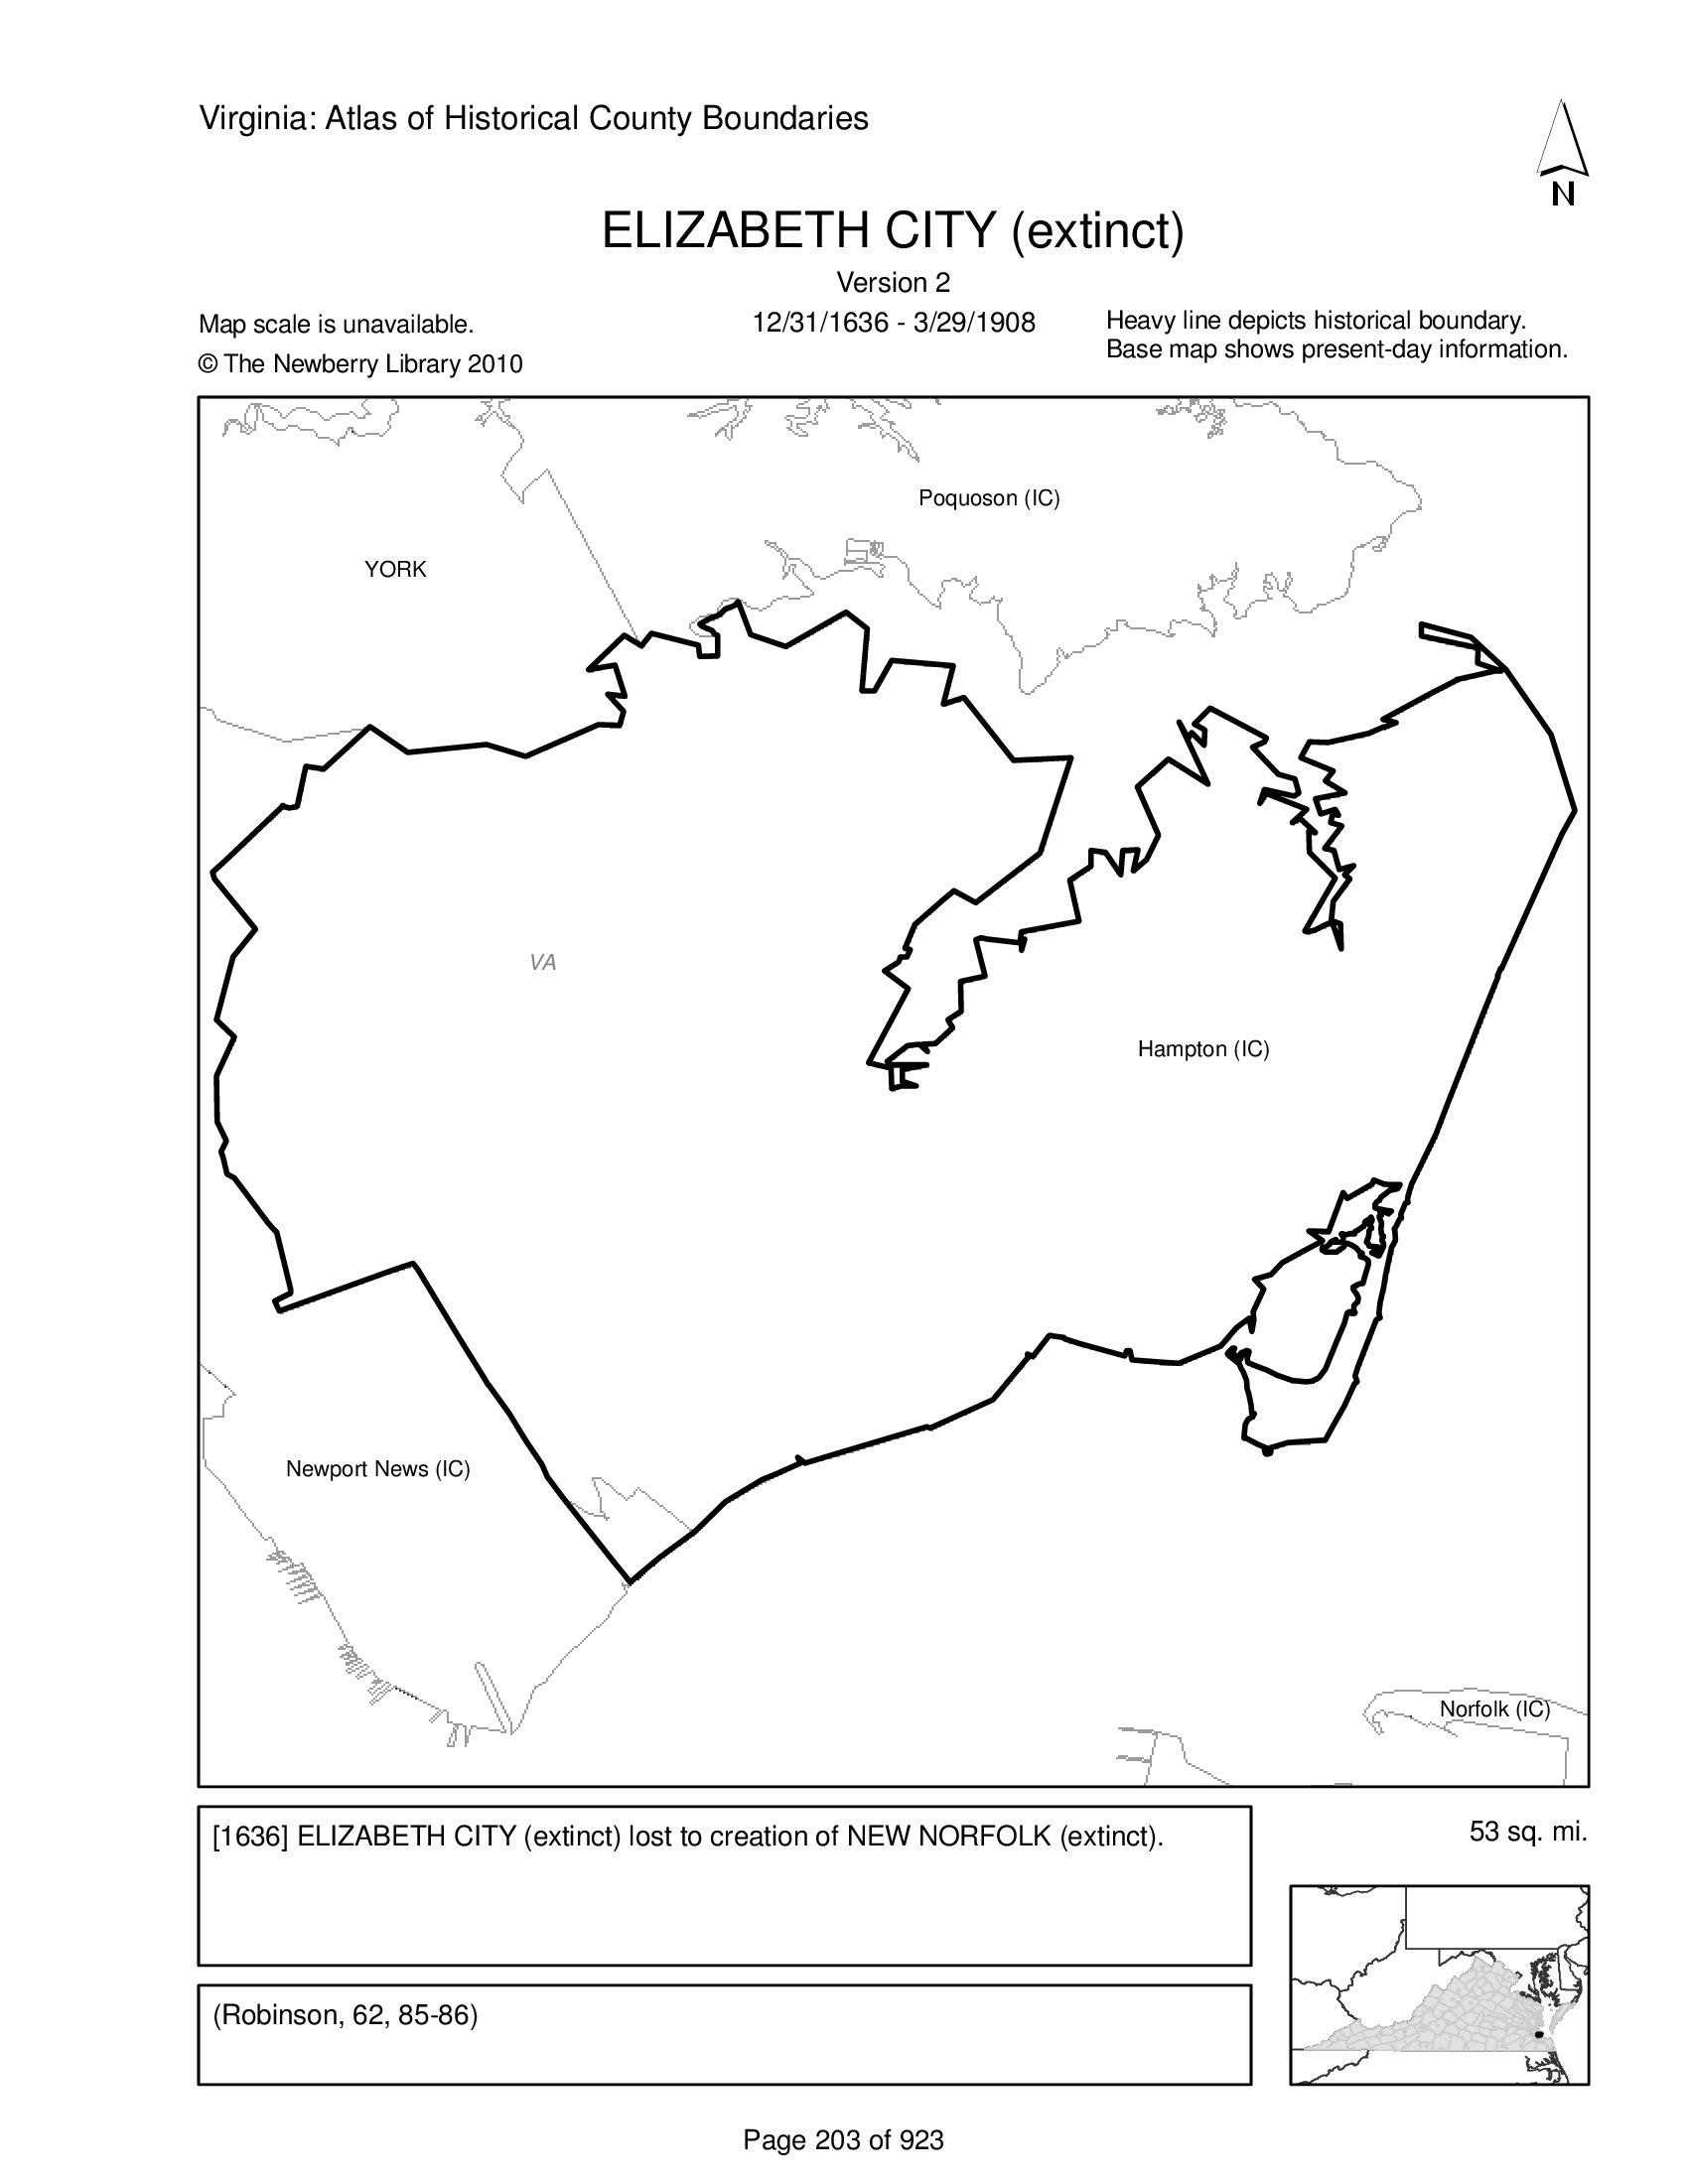 Virginia: Atlas of Historical County Boundaries
N
ELIZABETH CITY (extinct)
Version 2
Map scale is unavailable.
12/31/1636 - 3/29/1908
Heavy line depicts historical boundary.
© The Newberry Library 2010
Base map shows present-day information.
Poquoson (IC)
YORK
VA
Hampton (IC)
Newport News (IC)
Norfolk (IC)
[1636] ELIZABETH CITY (extinct) lost to creation of NEW NORFOLK (extinct).
53 sq. mi.
(Robinson, 62, 85-86)
Page 203 of 923